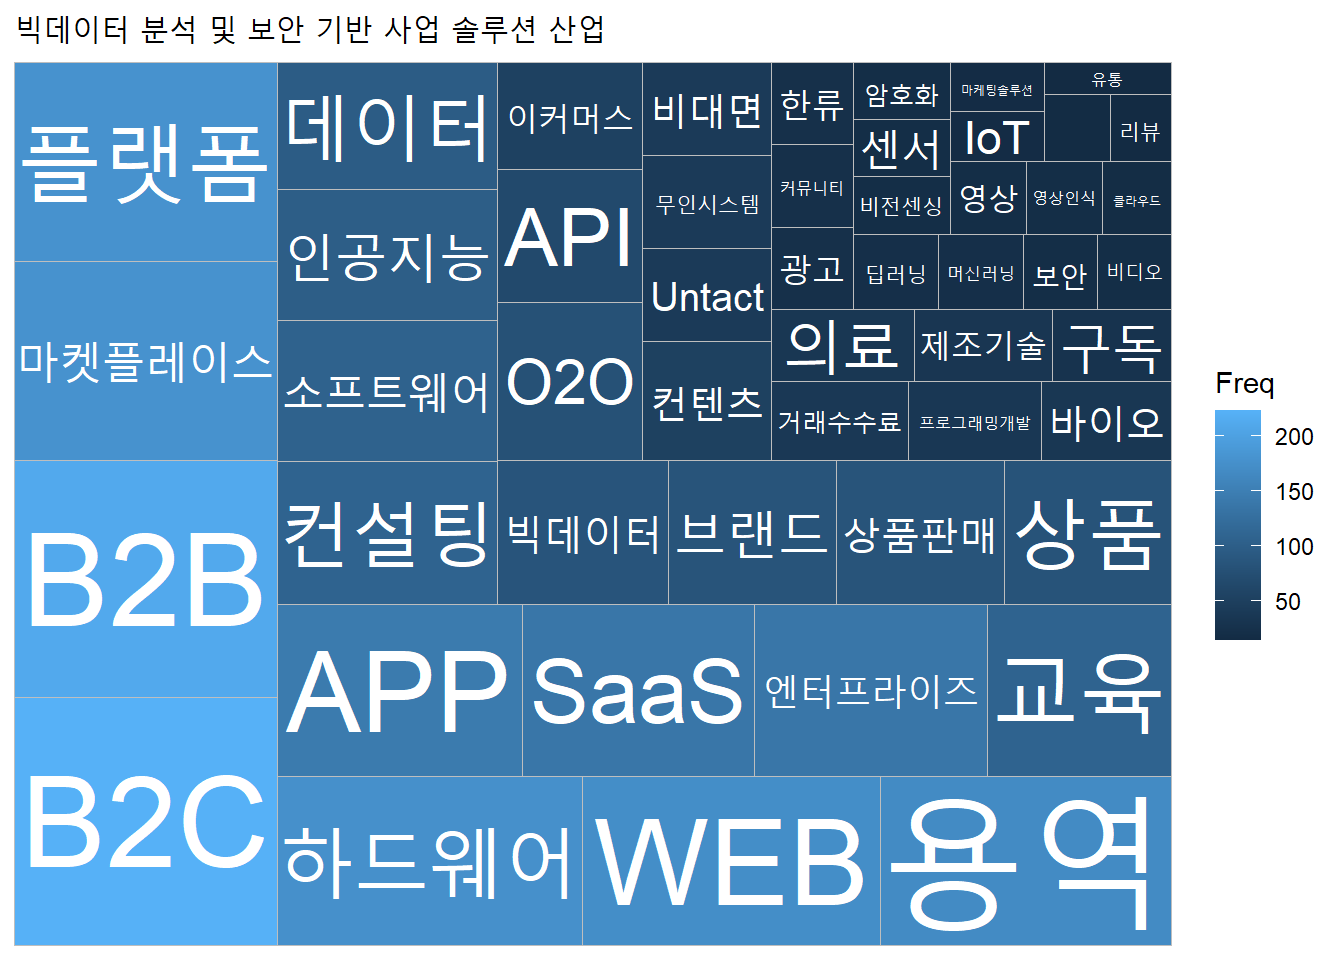 빅데이터 분석 및 보안 기반 사업 솔루션 산업
플랫폼
데이터
이커머스
비대면
한류
암호화
마케팅솔루션
유통
IoT
리뷰
센서
커뮤니티
비전센싱
영상
영상인식
클라우드
무인시스템
API
인공지능
광고
딥러닝
머신러닝
보안
비디오
Untact
의료
제조기술
구독
마켓플레이스
소프트웨어
O2O
컨텐츠
거래수수료
프로그래밍개발
바이오
B2B
컨설팅
빅데이터
브랜드
상품판매
상품
APP
SaaS
엔터프라이즈
교육
B2C
하드웨어
WEB
용역
Freq
200
150
100
50